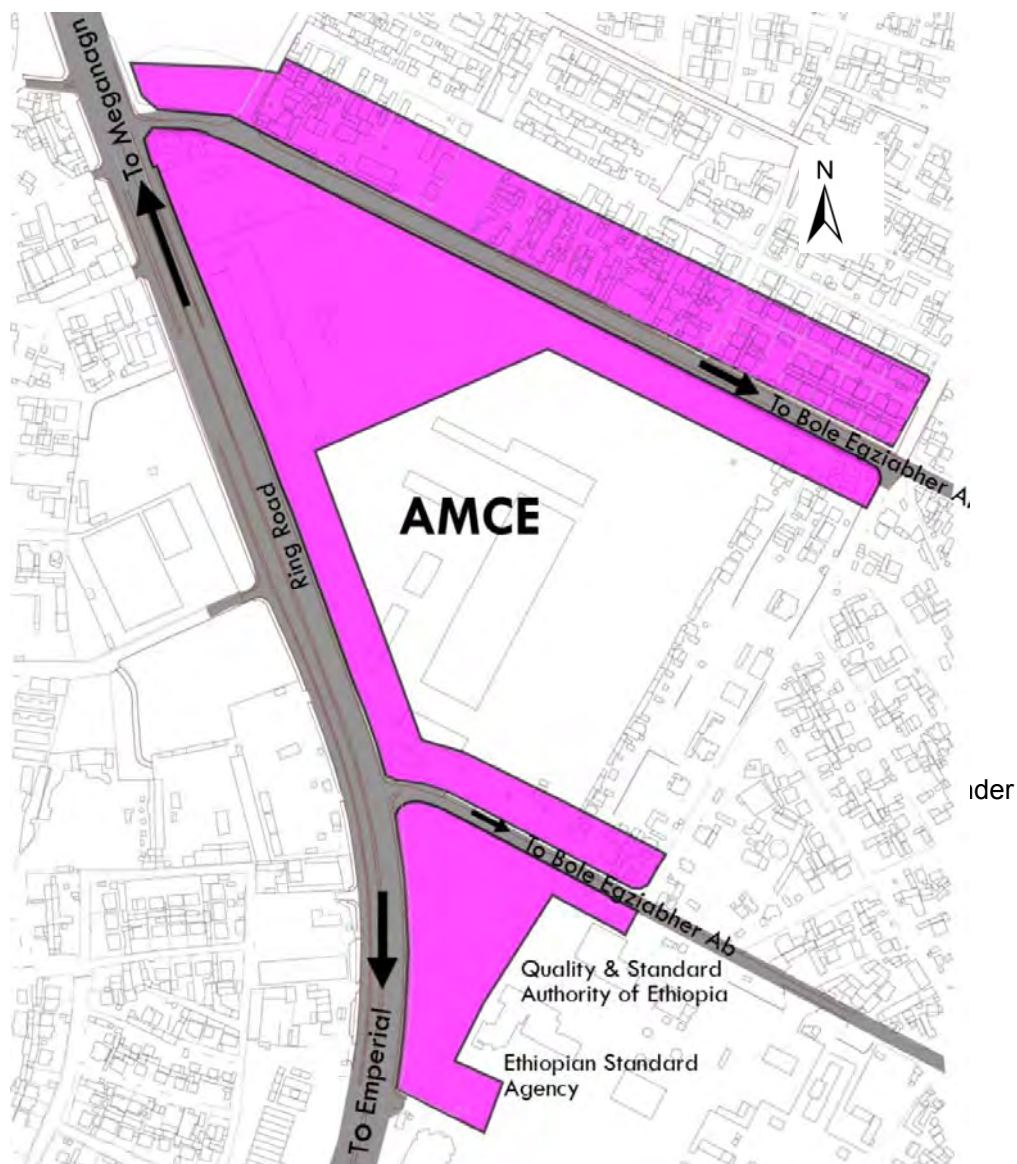 To Meganagn
N
To Bole Egziabher A
Ring Road
AMCE
To Bole Egziabher Ab
Quality & Standard
Authority of Ethiopia
Ethiopian Standard
Agency
To Emperial